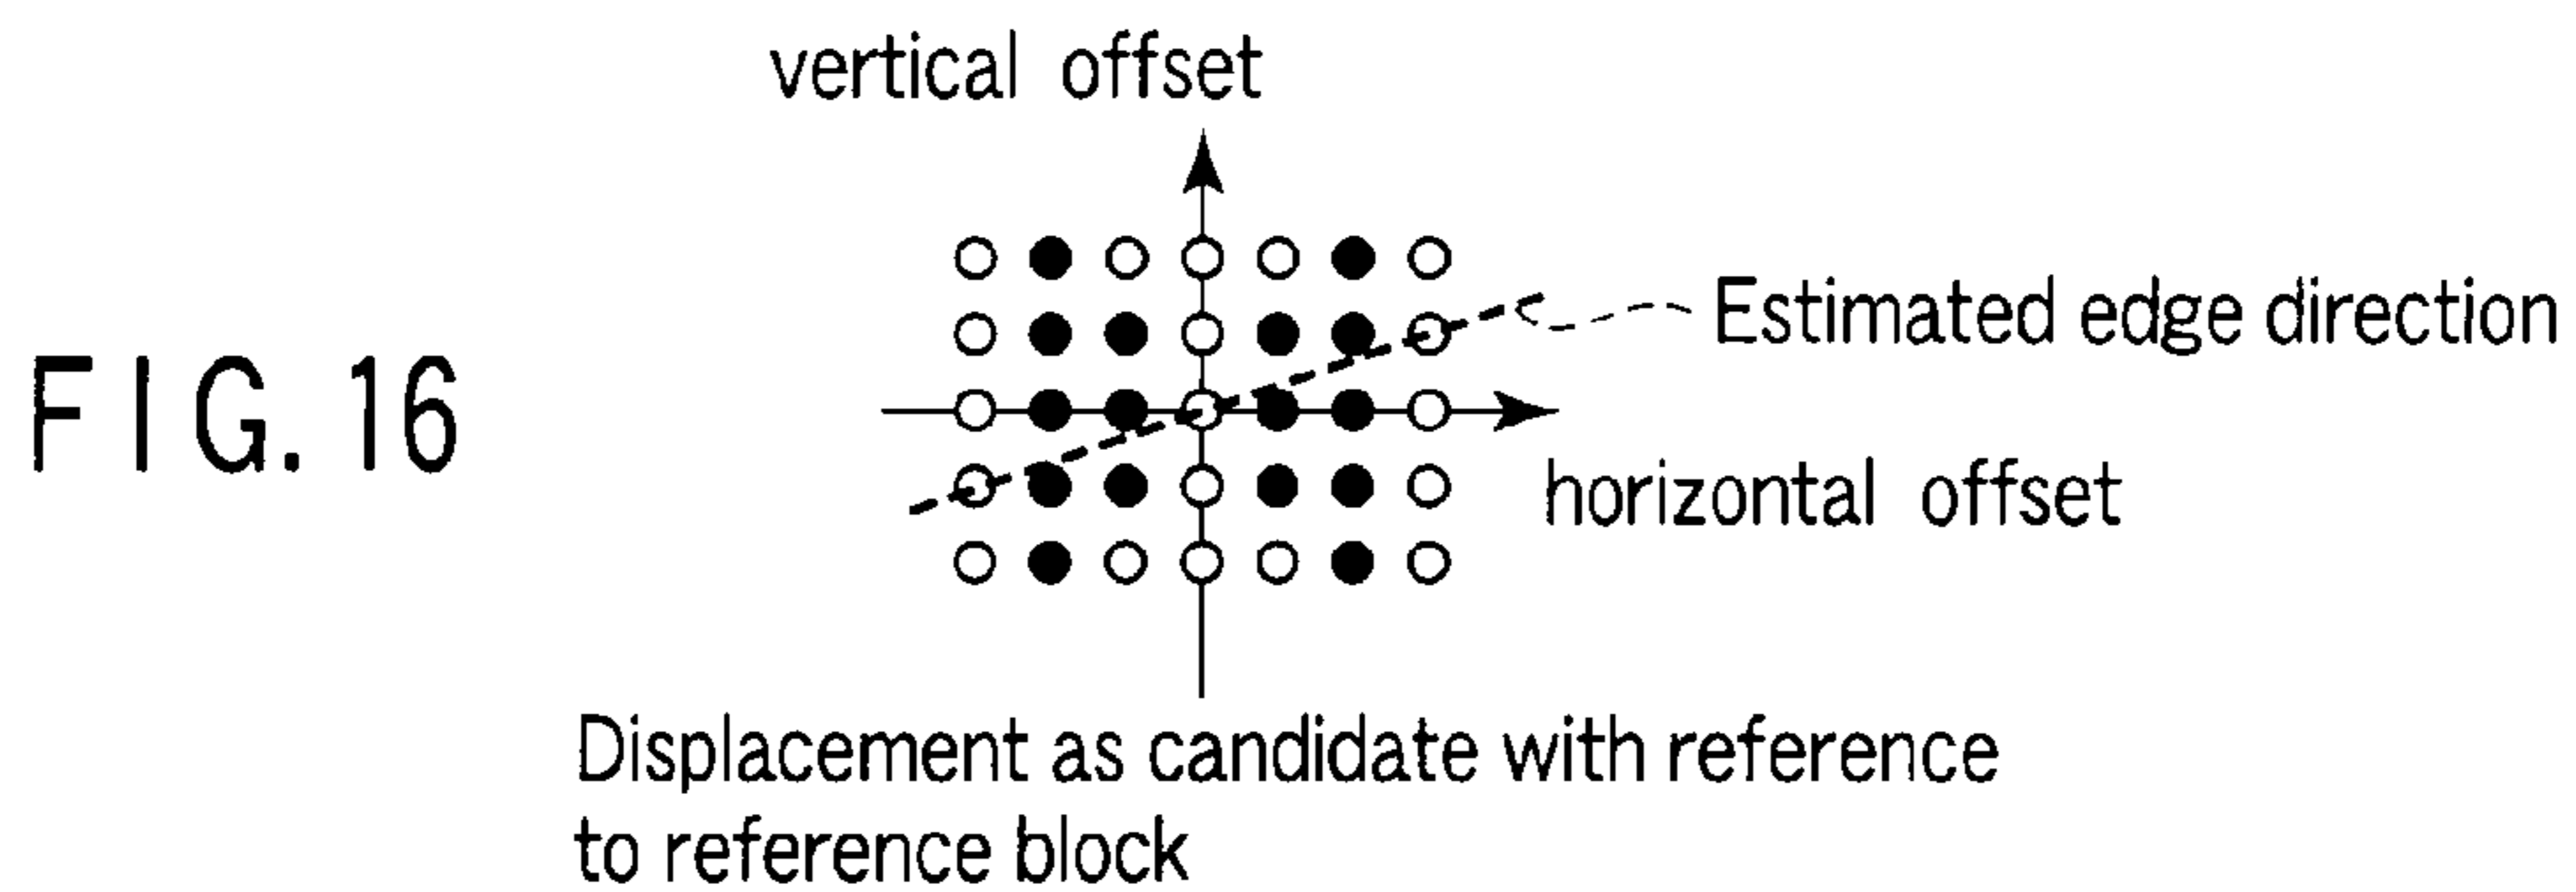 vertical offset
Estimated edge direction
FIG. 16
horizontal offset
Displacement as candidate with reference
to reference block